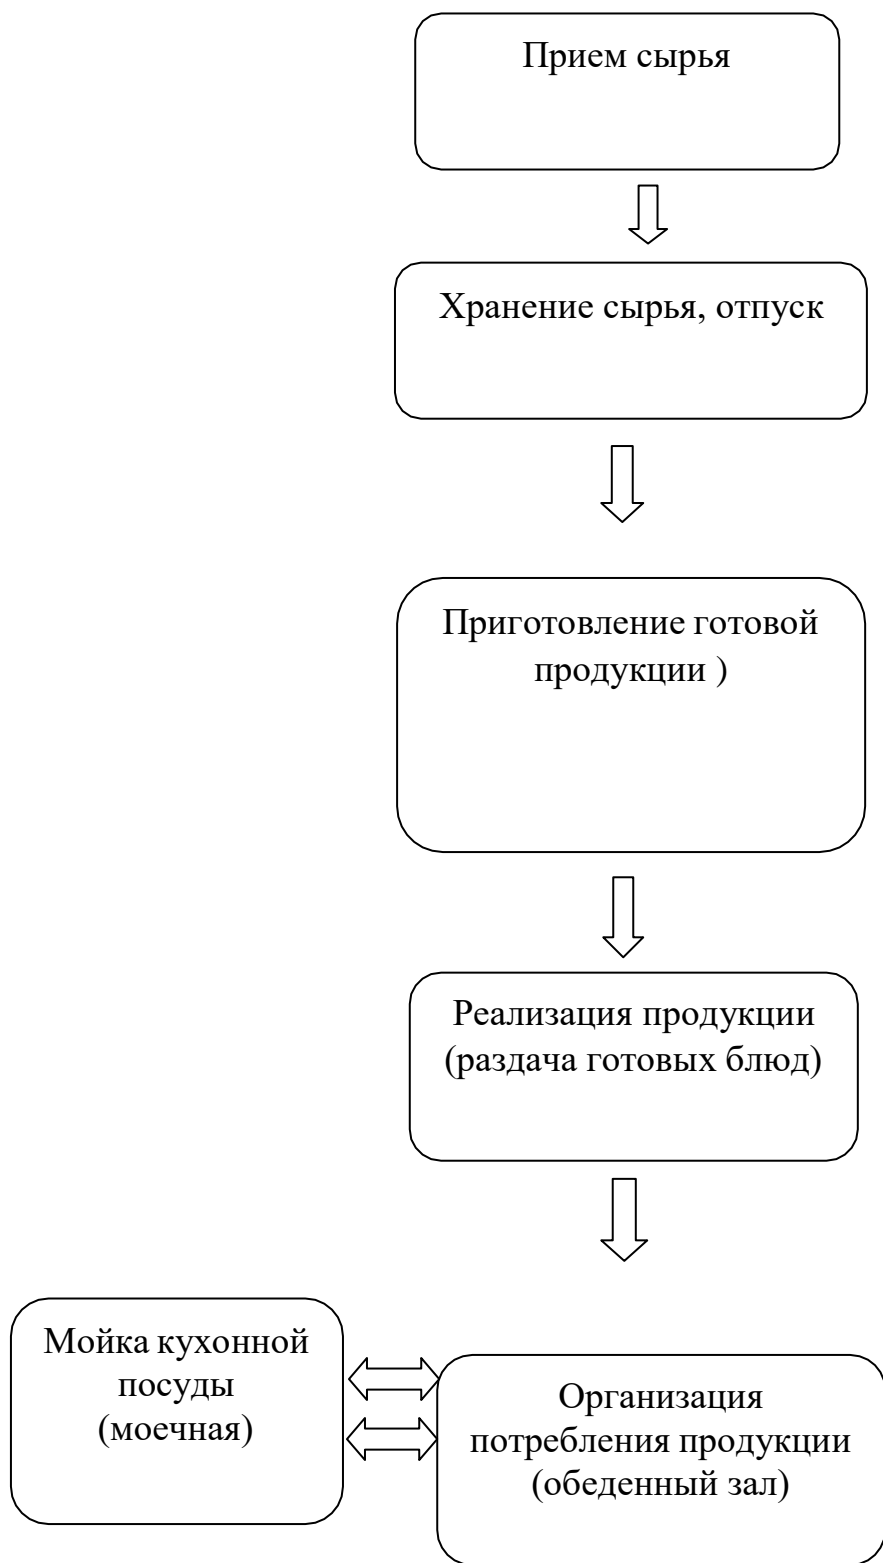 Прием сырья
Хранение сырья, отпуск
Приготовление готовой
продукции )
Реализация продукции
(раздача готовых блюд)
Мойка кухонной
посуды
(моечная)
Организация
потребления продукции
(обеденный зал)